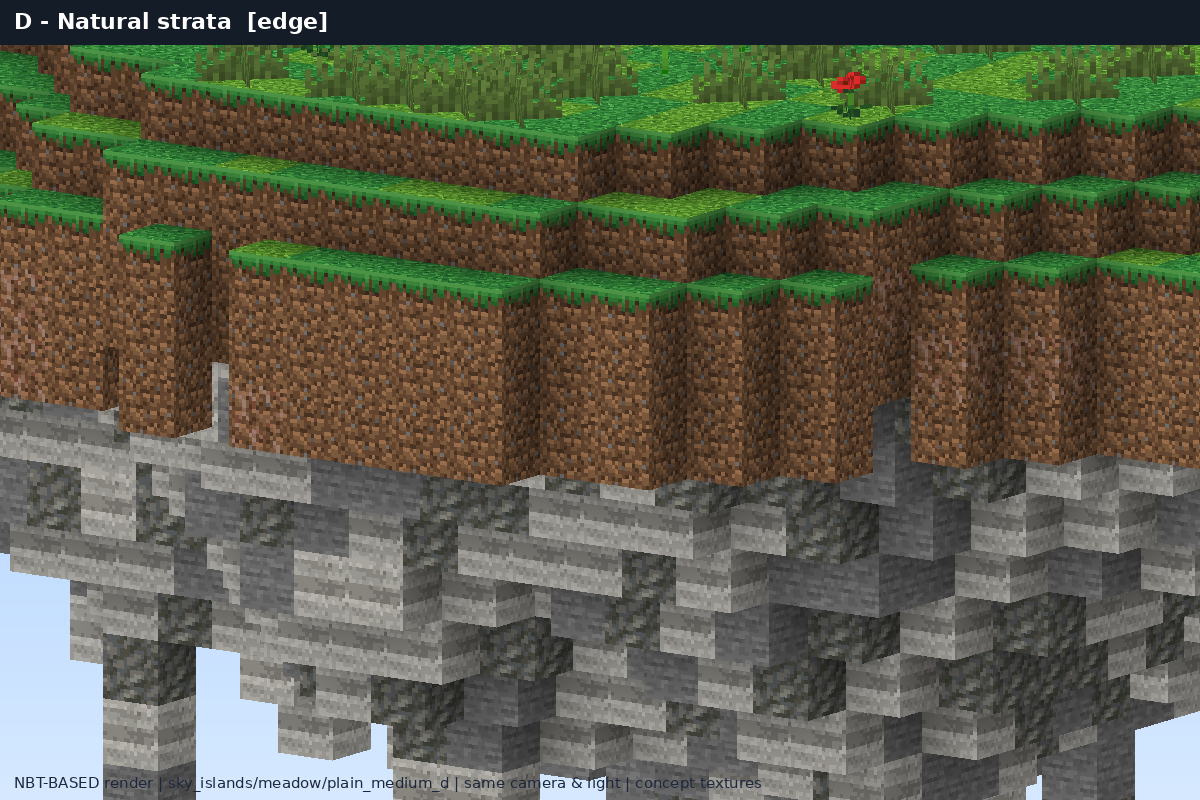 D - Natural strata  [edge]
NBT-BASED render | sky_islands/meadow/plain_medium_d | same camera & light | concept textures